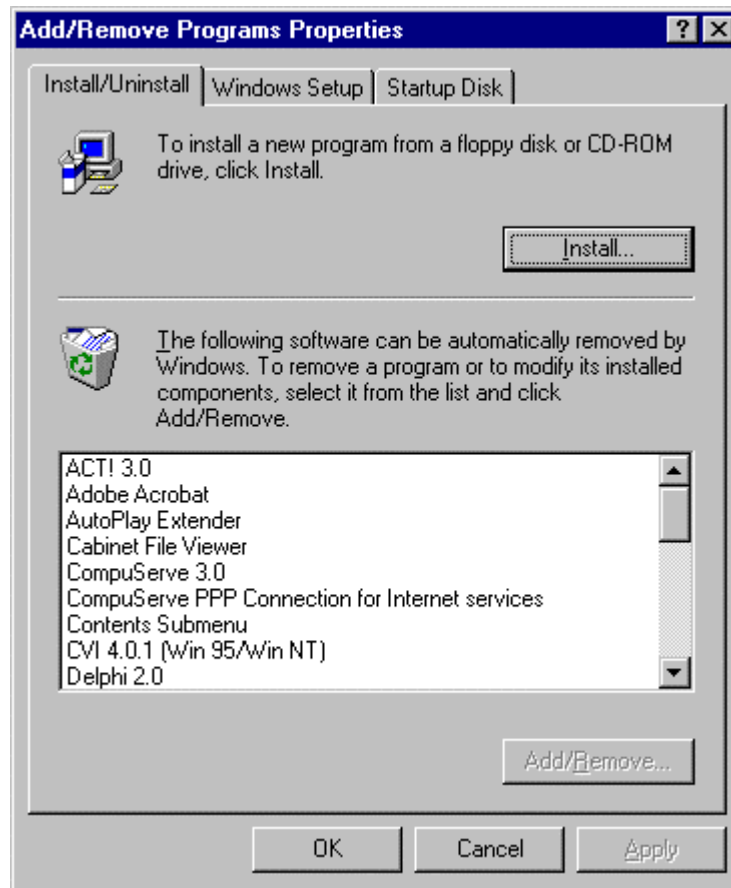 Add/Remove Programs Properties
Install/Uninstall Windows Setup Startup Disk
To install a new program from a floppy disk or CD-ROM
drive, click Install.
Install...
The following software can be automatically removed by
Windows. To remove a program or to modify its installed
components, select it from the list and click
Add/Remove.
ACT! 3.0
Adobe Acrobat
AutoPlay Extender
Cabinet File Viewer
CompuServe 3.0
CompuServe PPP Connection for Internet services
Contents Submenu
CVI 4.0.1 (Win 95/Win NT)
Delphi 2.0
Add/Remove...
OK Cancel Apply